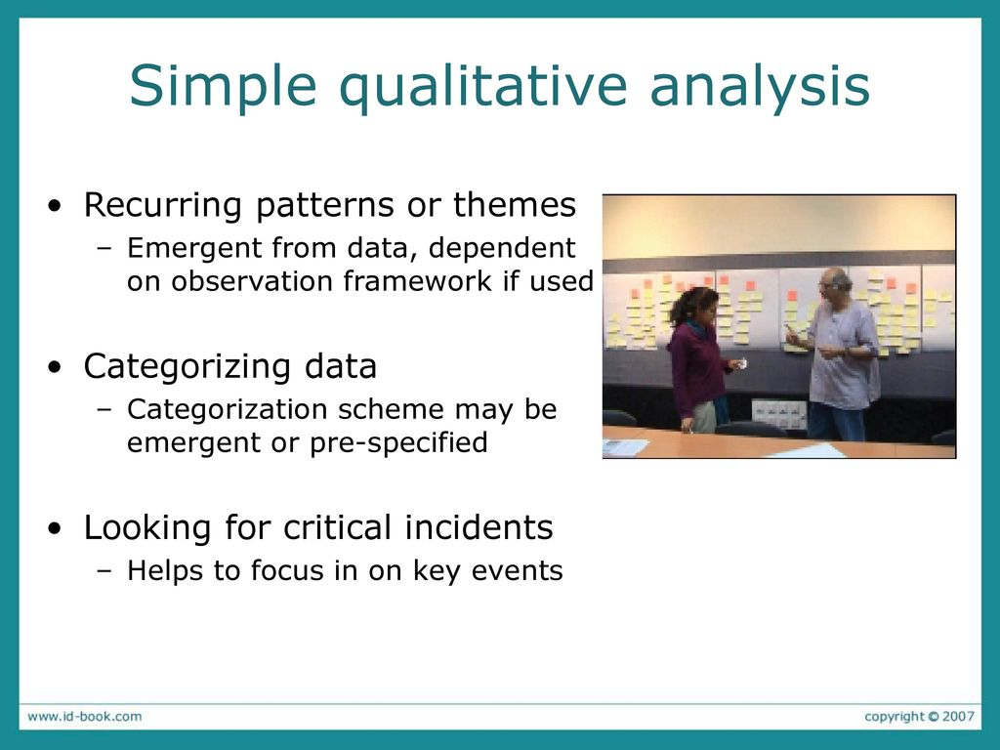 Simple qualitative analysis
• Recurring patterns or themes
– Emergent from data, dependent
on observation framework if used
• Categorizing data
– Categorization scheme may be
emergent or pre-specified
• Looking for critical incidents
– Helps to focus in on key events
www.id-book.com
copyright © 2007